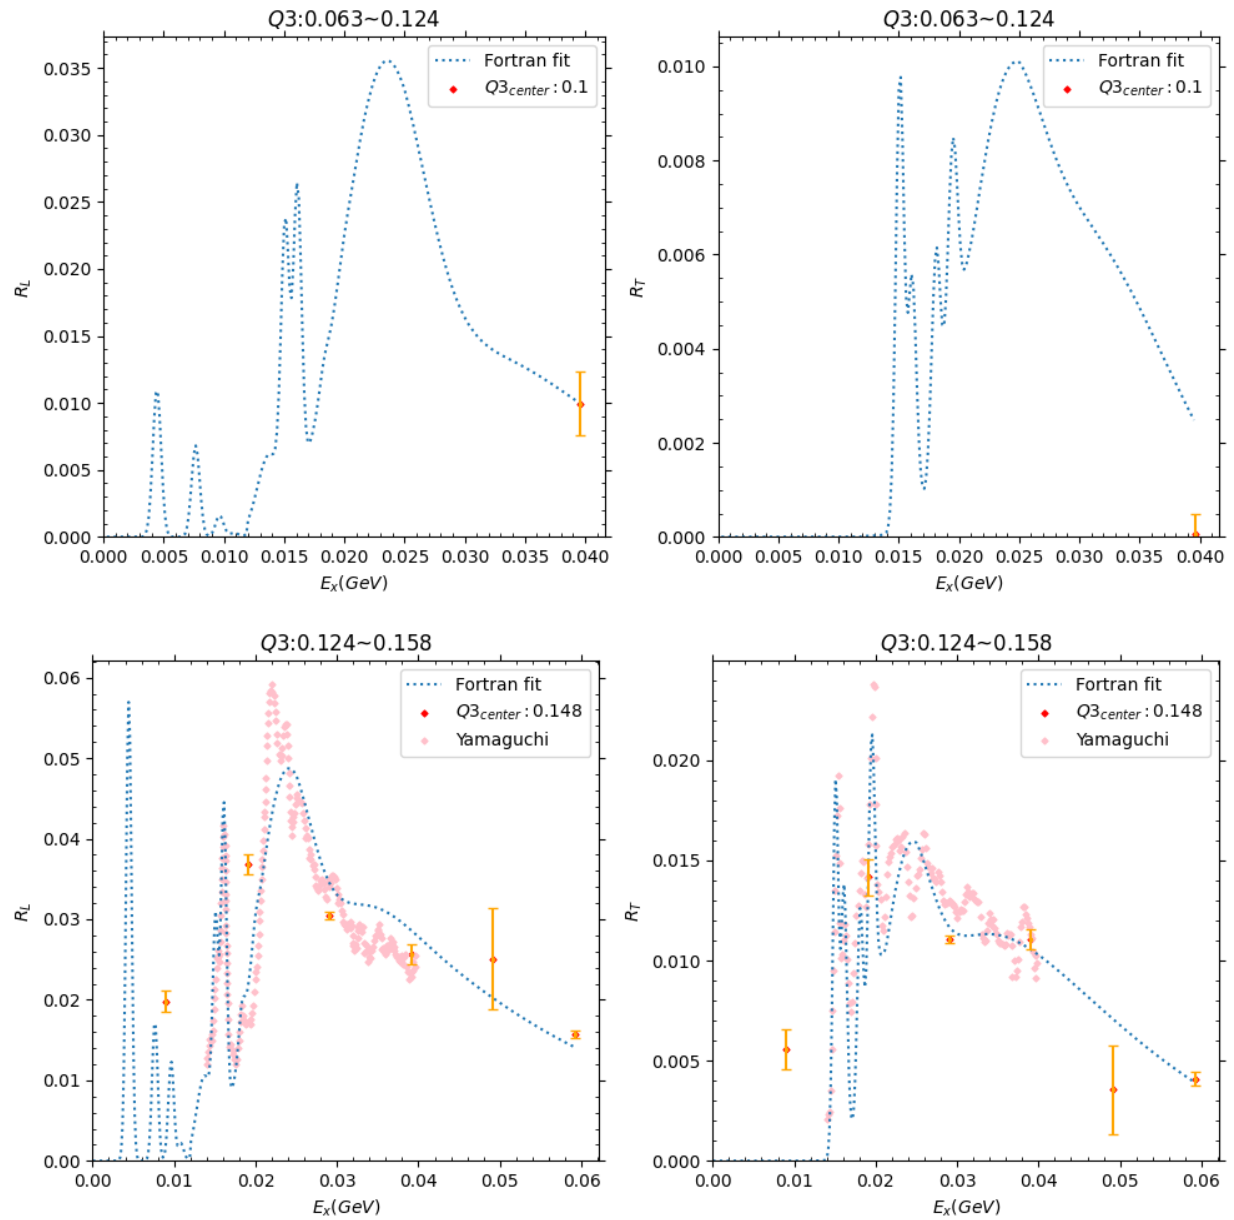 Q3:0.063~0.124
Fortran fit
Q3center:0.1
RL
0.035
0.030
0.025
0.020
0.015
0.010
0.005
0.000
0.000 0.005 0.010 0.015 0.020 0.025 0.030 0.035 0.040
Ex(GeV)
Q3:0.063~0.124
Fortran fit
Q3center:0.1
RT
0.010
0.008
0.006
0.004
0.002
0.000
0.000 0.005 0.010 0.015 0.020 0.025 0.030 0.035 0.040
Ex(GeV)
Q3:0.124~0.158
Fortran fit
Q3center:0.148
Yamaguchi
RL
0.06
0.05
0.04
0.03
0.02
0.01
0.00
0.00 0.01 0.02 0.03 0.04 0.05 0.06
Ex(GeV)
Q3:0.124~0.158
Fortran fit
Q3center:0.148
Yamaguchi
RT
0.020
0.015
0.010
0.005
0.000
0.00 0.01 0.02 0.03 0.04 0.05 0.06
Ex(GeV)